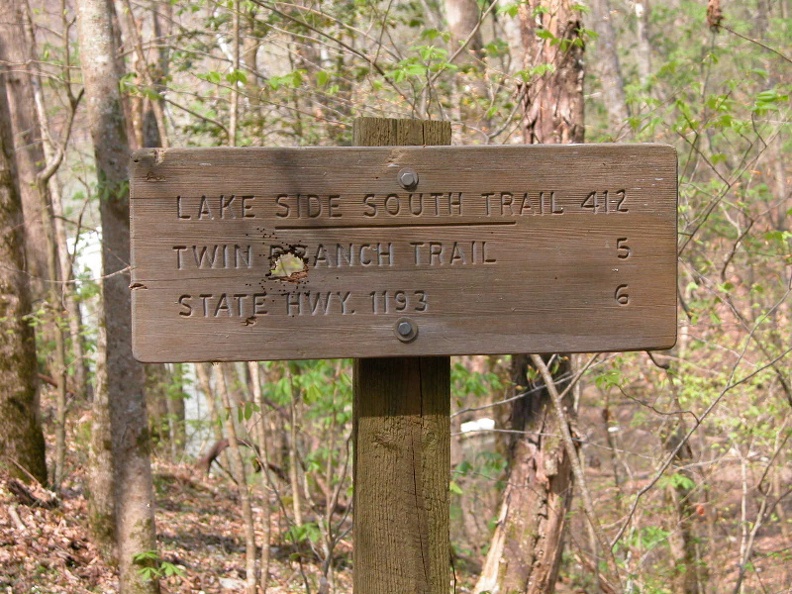 LAKE SIDE SOUTH TRAIL 412
TWIN BRANCH TRAIL 5
STATE HWY. 1193 6